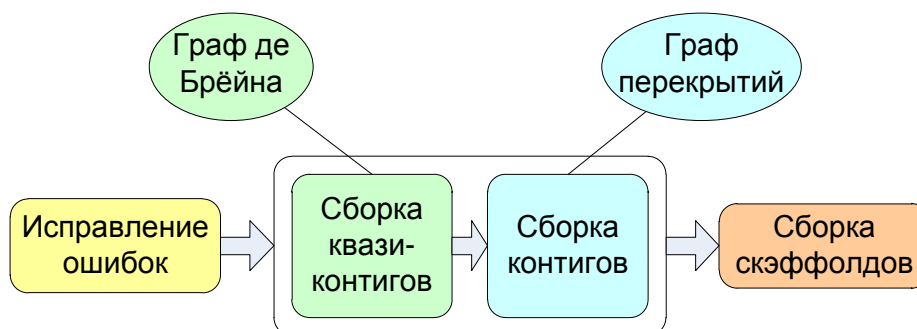 Граф де
Брёйна
Граф
перекрытий
Исправление
ошибок
Сборка
квази-
контигов
Сборка
контигов
Сборка
скэффолдов